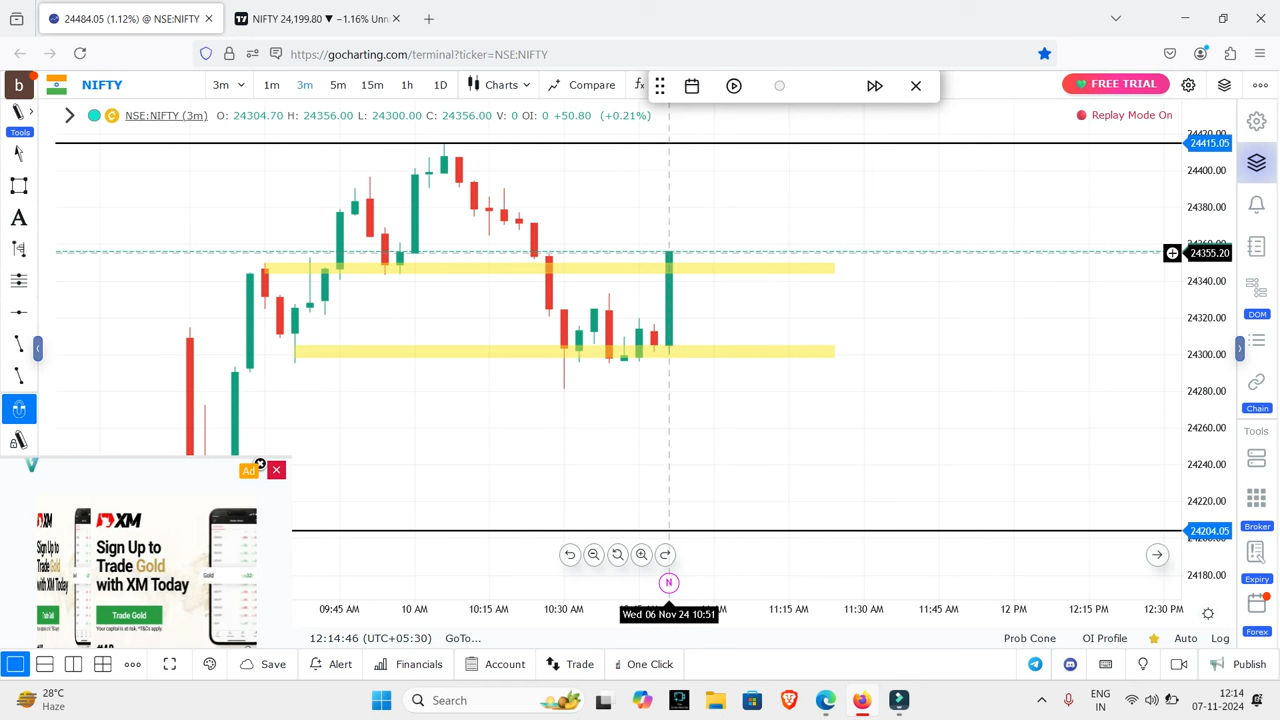 24484.05 (1.12%) @ NSE:NIFTY
NIFTY 24,199.80 ▼ −1.16% Unn
https://gocharting.com/terminal?ticker=NSE:NIFTY
b
NIFTY
3m
1m
3m
5m
1h
1D
Charts
Compare
fx
FREE TRIAL
Tools
NSE:NIFTY (3m)
O: 24304.70 H: 24356.00 L: 24300.00 C: 24356.00 V: 0 OI: 0 +50.80 (+0.21%)
Replay Mode On
24420.00
24415.05
24400.00
24380.00
24360.00
24355.20
24340.00
24320.00
24300.00
24280.00
24260.00
24240.00
24220.00
24204.05
24200.00
24180.00
DOM
Chain
Tools
Broker
Expiry
Forex
Ad
XM
XM
Sign Up to
Trade Gold
with XM Today
Trade Gold
Gold
N
Wed 06 Nov 24 10:51
:45 AM
10 AM
10:15 AM
10:30 AM
AM
11:15 AM
11:30 AM
11:45 AM
12 PM
12:15 PM
12:30 PM
12:14:46 (UTC+05:30)
GoTo...
Prob Cone
OI Profile
Auto
Log
Save
Alert
Financials
Account
Trade
One Click
Publish
28°C
Haze
Search
ENG
IN
12:14
07-11-2024